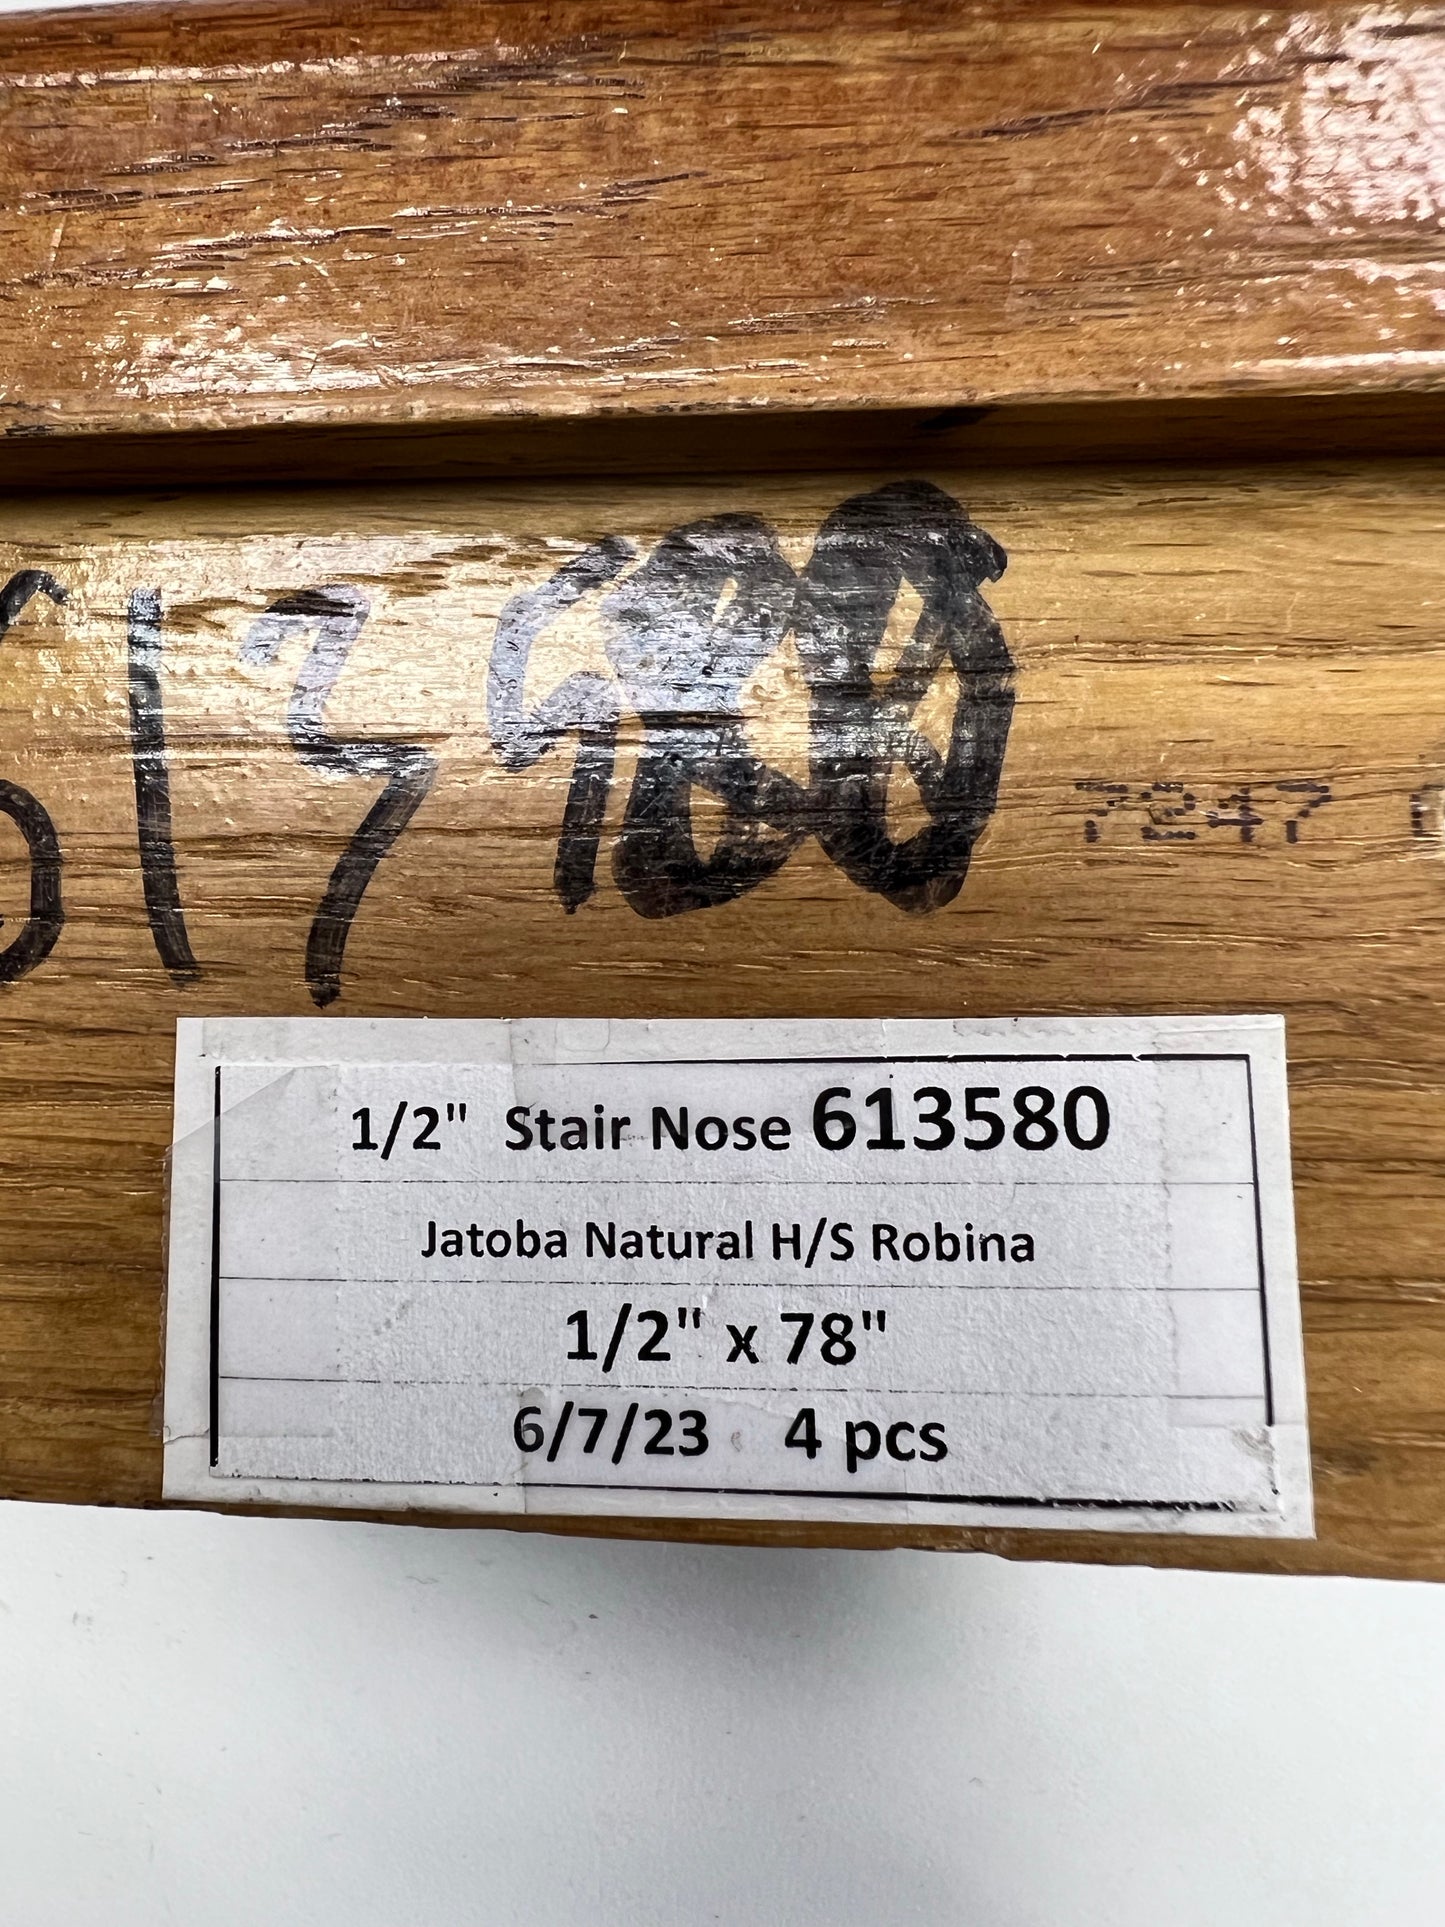 613580
7247
1/2" Stair Nose 613580
Jatoba Natural H/S Robina
1/2" x 78"
6/7/23 4 pcs